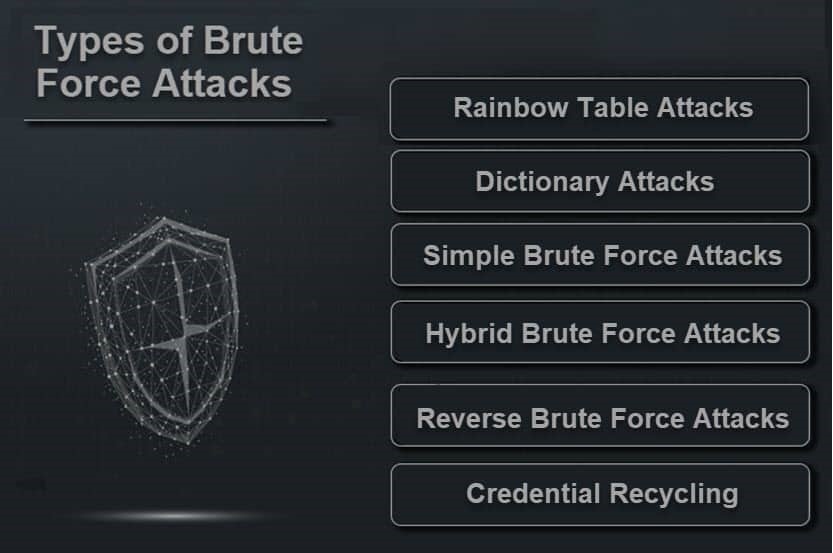 Types of Brute
Force Attacks
Rainbow Table Attacks
Dictionary Attacks
Simple Brute Force Attacks
Hybrid Brute Force Attacks
Reverse Brute Force Attacks
Credential Recycling